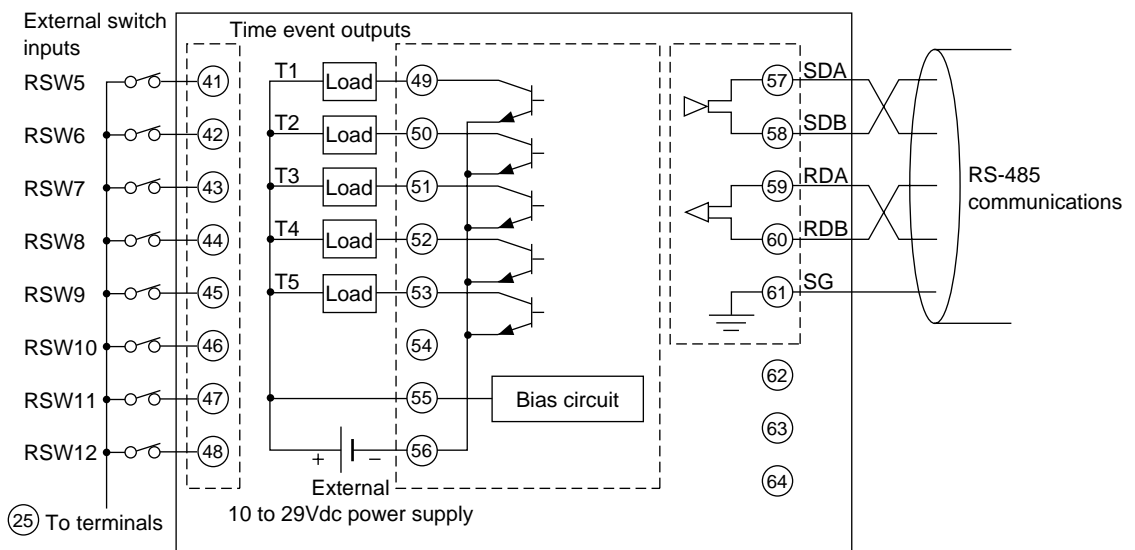 External switch
inputs
Time event outputs
RSW5 41 T1 Load 49 57 SDA
RSW6 42 T2 Load 50 58 SDB
RSW7 43 T3 Load 51 59 RDA
RSW8 44 T4 Load 52 60 RDB
RSW9 45 T5 Load 53 61 SG
RS-485
communications
RSW10 46 54
62
RSW11 47 55 Bias circuit
63
RSW12 48 + − 56
64
External
10 to 29Vdc power supply
25 To terminals